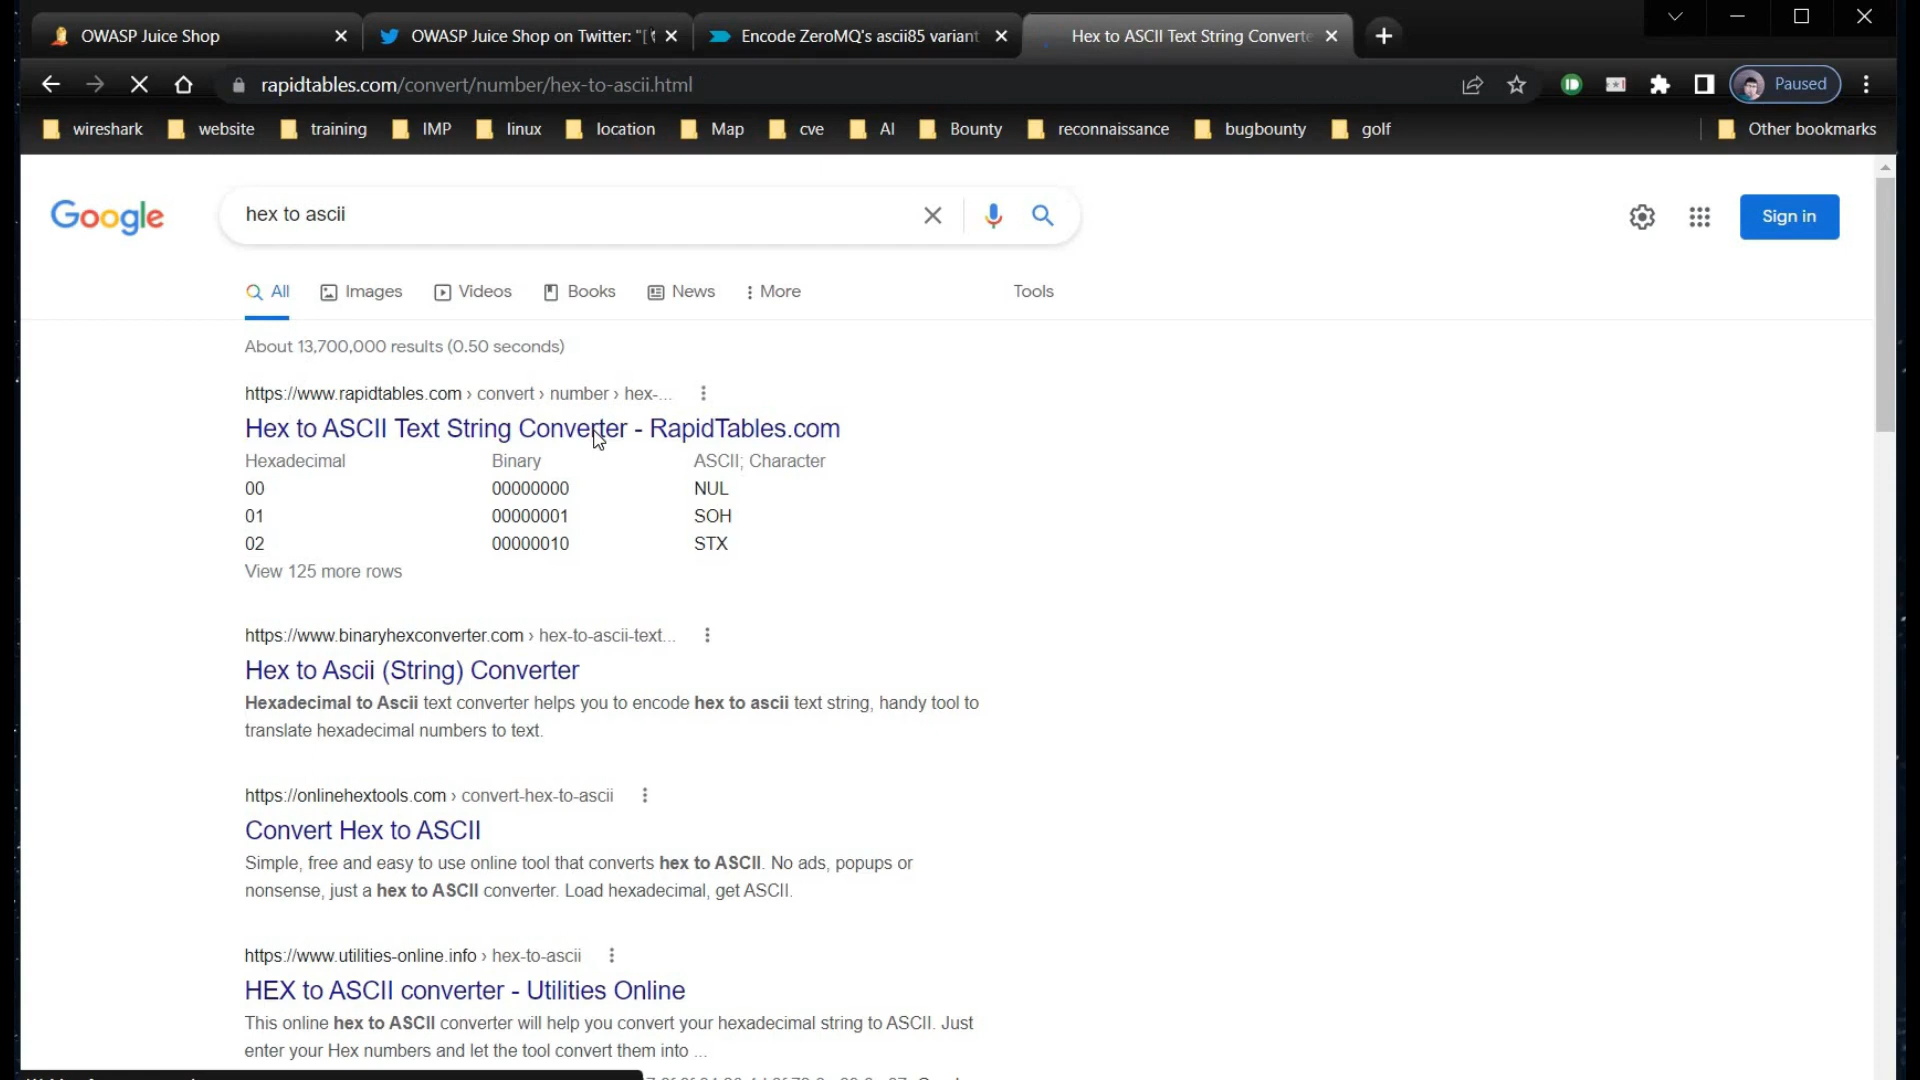 OWASP Juice Shop
OWASP Juice Shop on Twitter: "[
Encode ZeroMQ's ascii85 variant
Hex to ASCII Text String Converte
rapidtables.com/convert/number/hex-to-ascii.html
Paused
wireshark website training IMP linux location Map cve AI Bounty reconnaissance bugbounty golf Other bookmarks
Google
hex to ascii
Sign in
All Images Videos Books News More Tools
About 13,700,000 results (0.50 seconds)
https://www.rapidtables.com › convert › number › hex-...
Hex to ASCII Text String Converter - RapidTables.com
Hexadecimal Binary ASCII; Character
00 00000000 NUL
01 00000001 SOH
02 00000010 STX
View 125 more rows
https://www.binaryhexconverter.com › hex-to-ascii-text...
Hex to Ascii (String) Converter
Hexadecimal to Ascii text converter helps you to encode hex to ascii text string, handy tool to
translate hexadecimal numbers to text.
https://onlinehextools.com › convert-hex-to-ascii
Convert Hex to ASCII
Simple, free and easy to use online tool that converts hex to ASCII. No ads, popups or
nonsense, just a hex to ASCII converter. Load hexadecimal, get ASCII.
https://www.utilities-online.info › hex-to-ascii
HEX to ASCII converter - Utilities Online
This online hex to ASCII converter will help you convert your hexadecimal string to ASCII. Just
enter your Hex numbers and let the tool convert them into ...